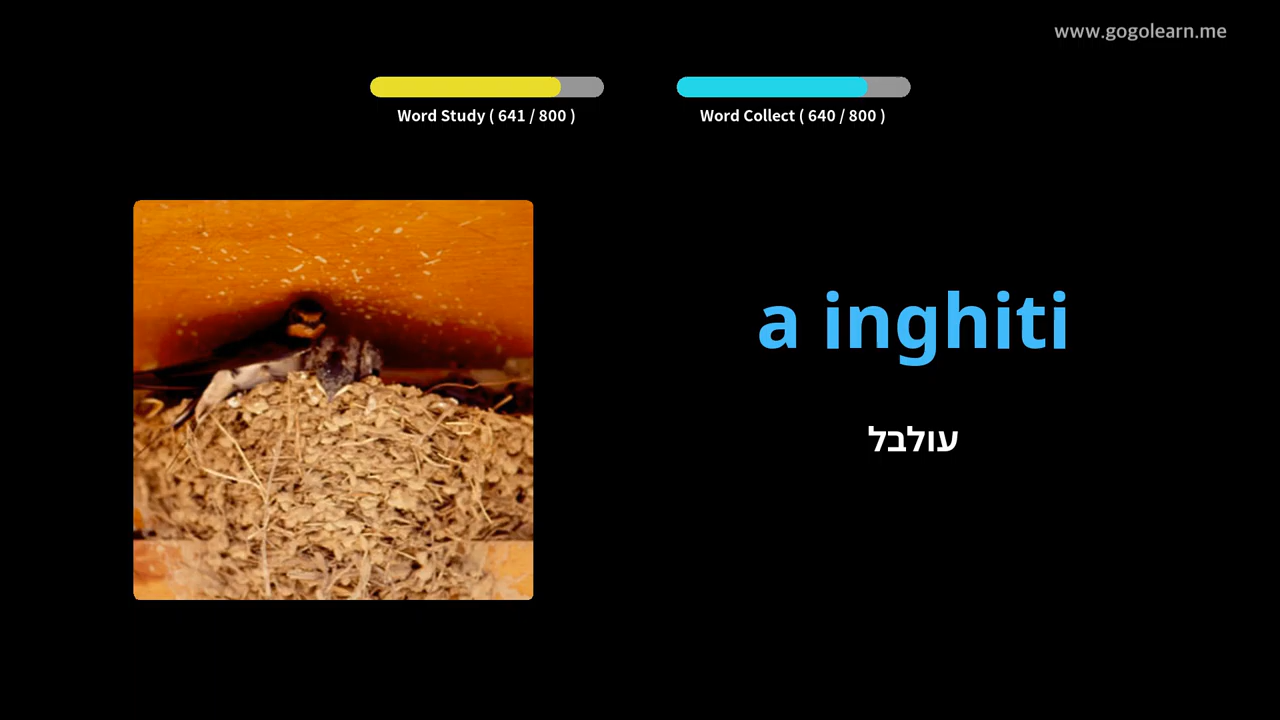 www.gogolearn.me
Word Study ( 641 / 800 )
Word Collect ( 640 / 800 )
a inghiti
עולבל